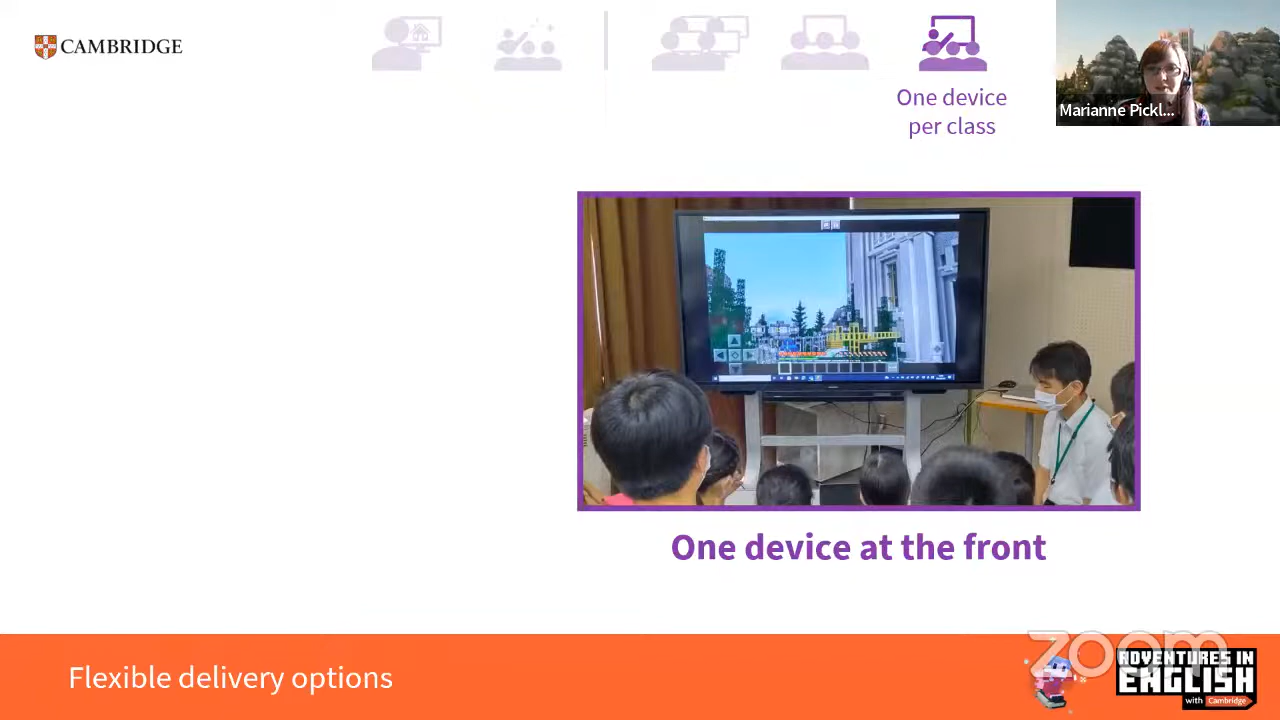 CAMBRIDGE
One device
per class
Marianne Pickl...
One device at the front
Flexible delivery options
zoom
ADVENTURES IN
ENGLISH
with Cambridge